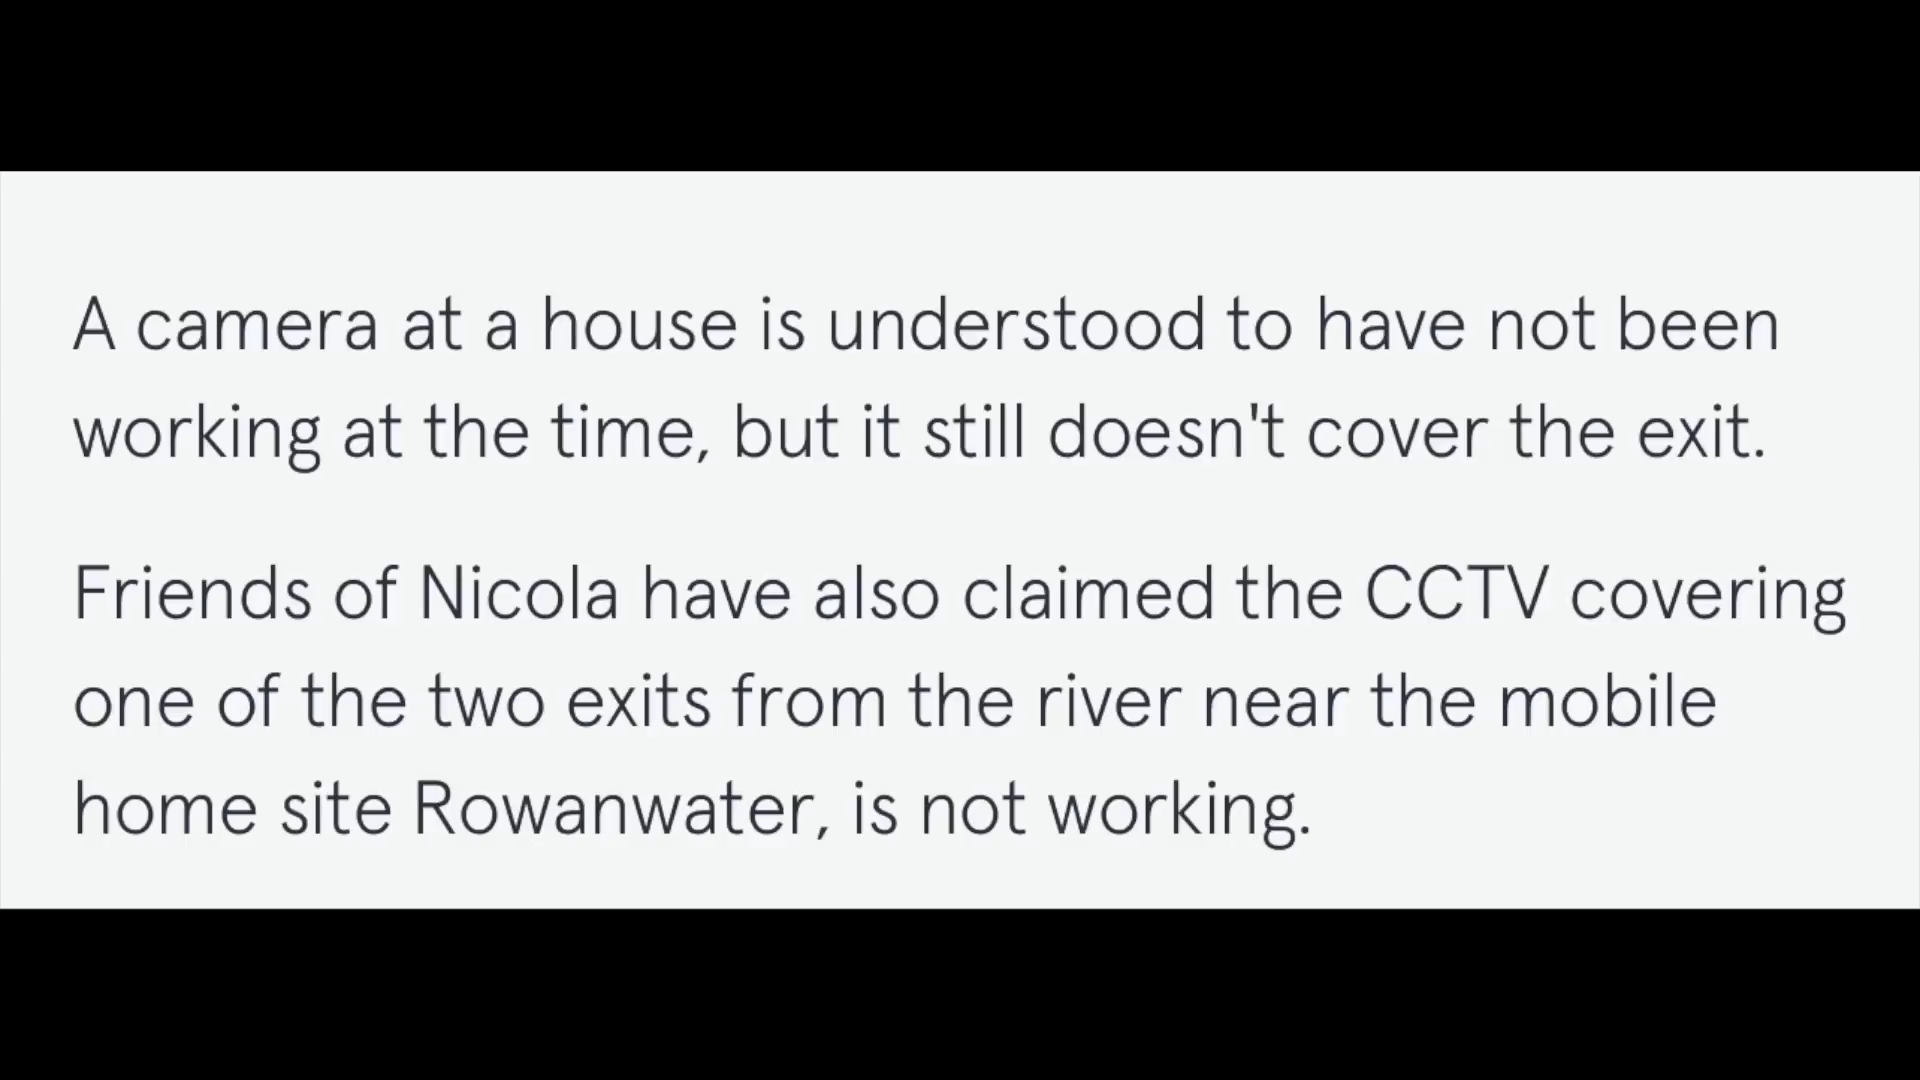 A camera at a house is understood to have not been
working at the time, but it still doesn't cover the exit.
Friends of Nicola have also claimed the CCTV covering
one of the two exits from the river near the mobile
home site Rowanwater, is not working.